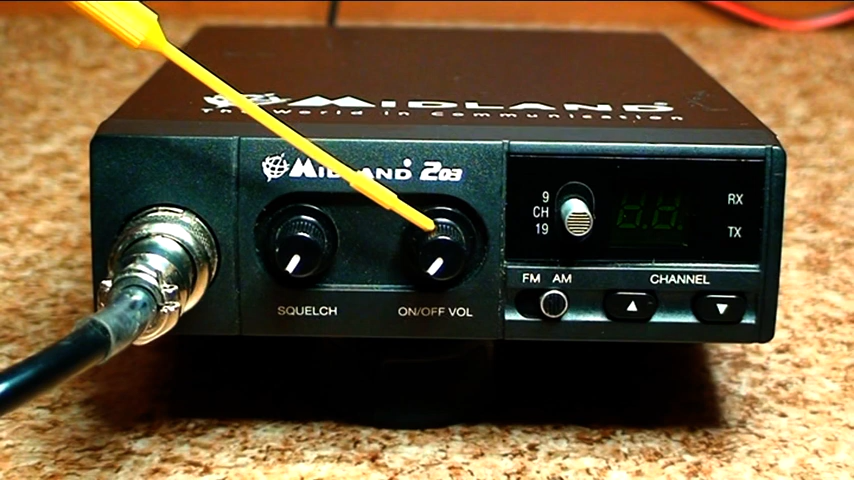 MIDLAND
The World in Communication
MIDLAND 203
9
CH
19
RX
TX
FM AM
CHANNEL
SQUELCH
ON/OFF VOL